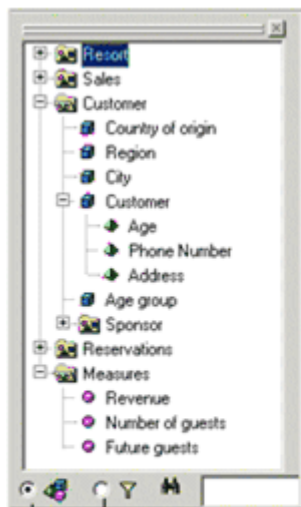 Resort
Sales
Customer
Country of origin
Region
City
Customer
Age
Phone Number
Address
Age group
Sponsor
Reservations
Measures
Revenue
Number of guests
Future guests